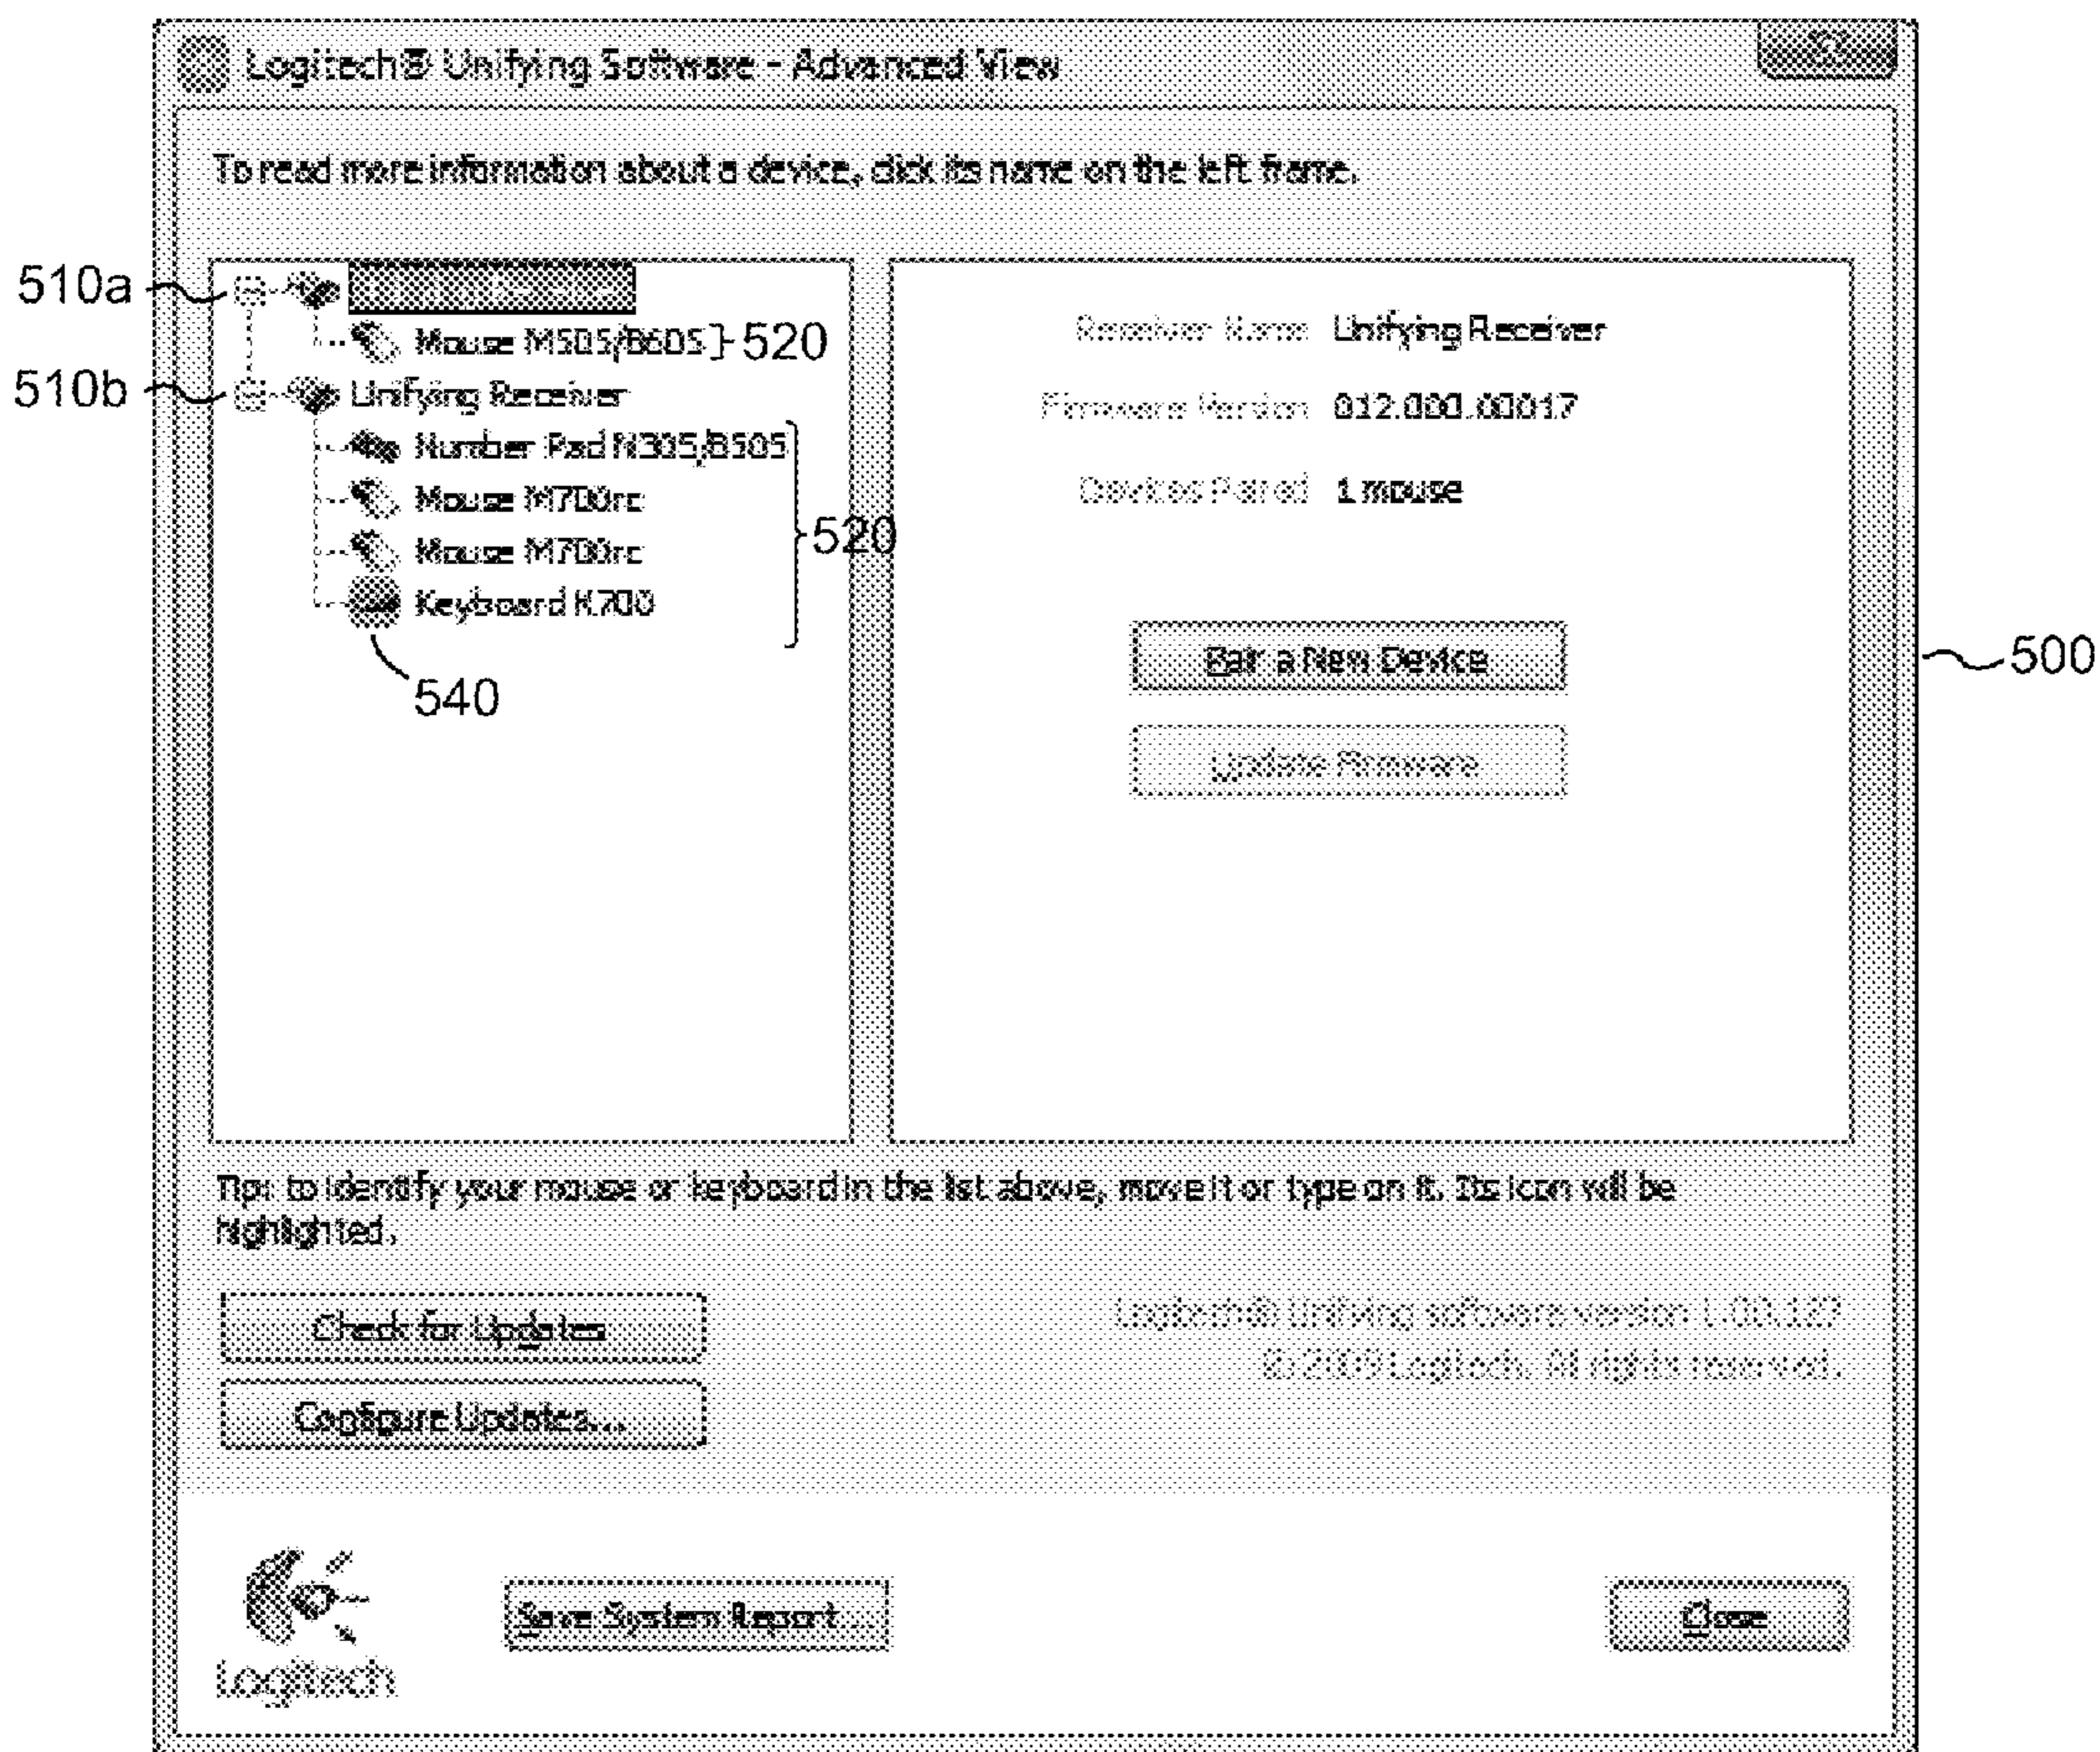 Logitech® Unifying Software - Advanced View
To read more information about a device, click its name on the left frame.
510a
Mouse M505/B605 520
510b
Unifying Receiver
Number Pad N305/B505
Mouse M700rc
520
Mouse M700rc
Keyboard K700
540
Receiver Name Unifying Receiver
Firmware Version 012.000.00017
Devices Paired 1 mouse
Pair a New Device
500
Update Firmware
Tip: to identify your mouse or keyboard in the list above, move it or type on it. Its icon will be
highlighted.
Check for Updates
Configure Updates...
Logitech® Unifying software version 1.00.127
© 2009 Logitech. All rights reserved.
Logitech
Save System Report...
Close